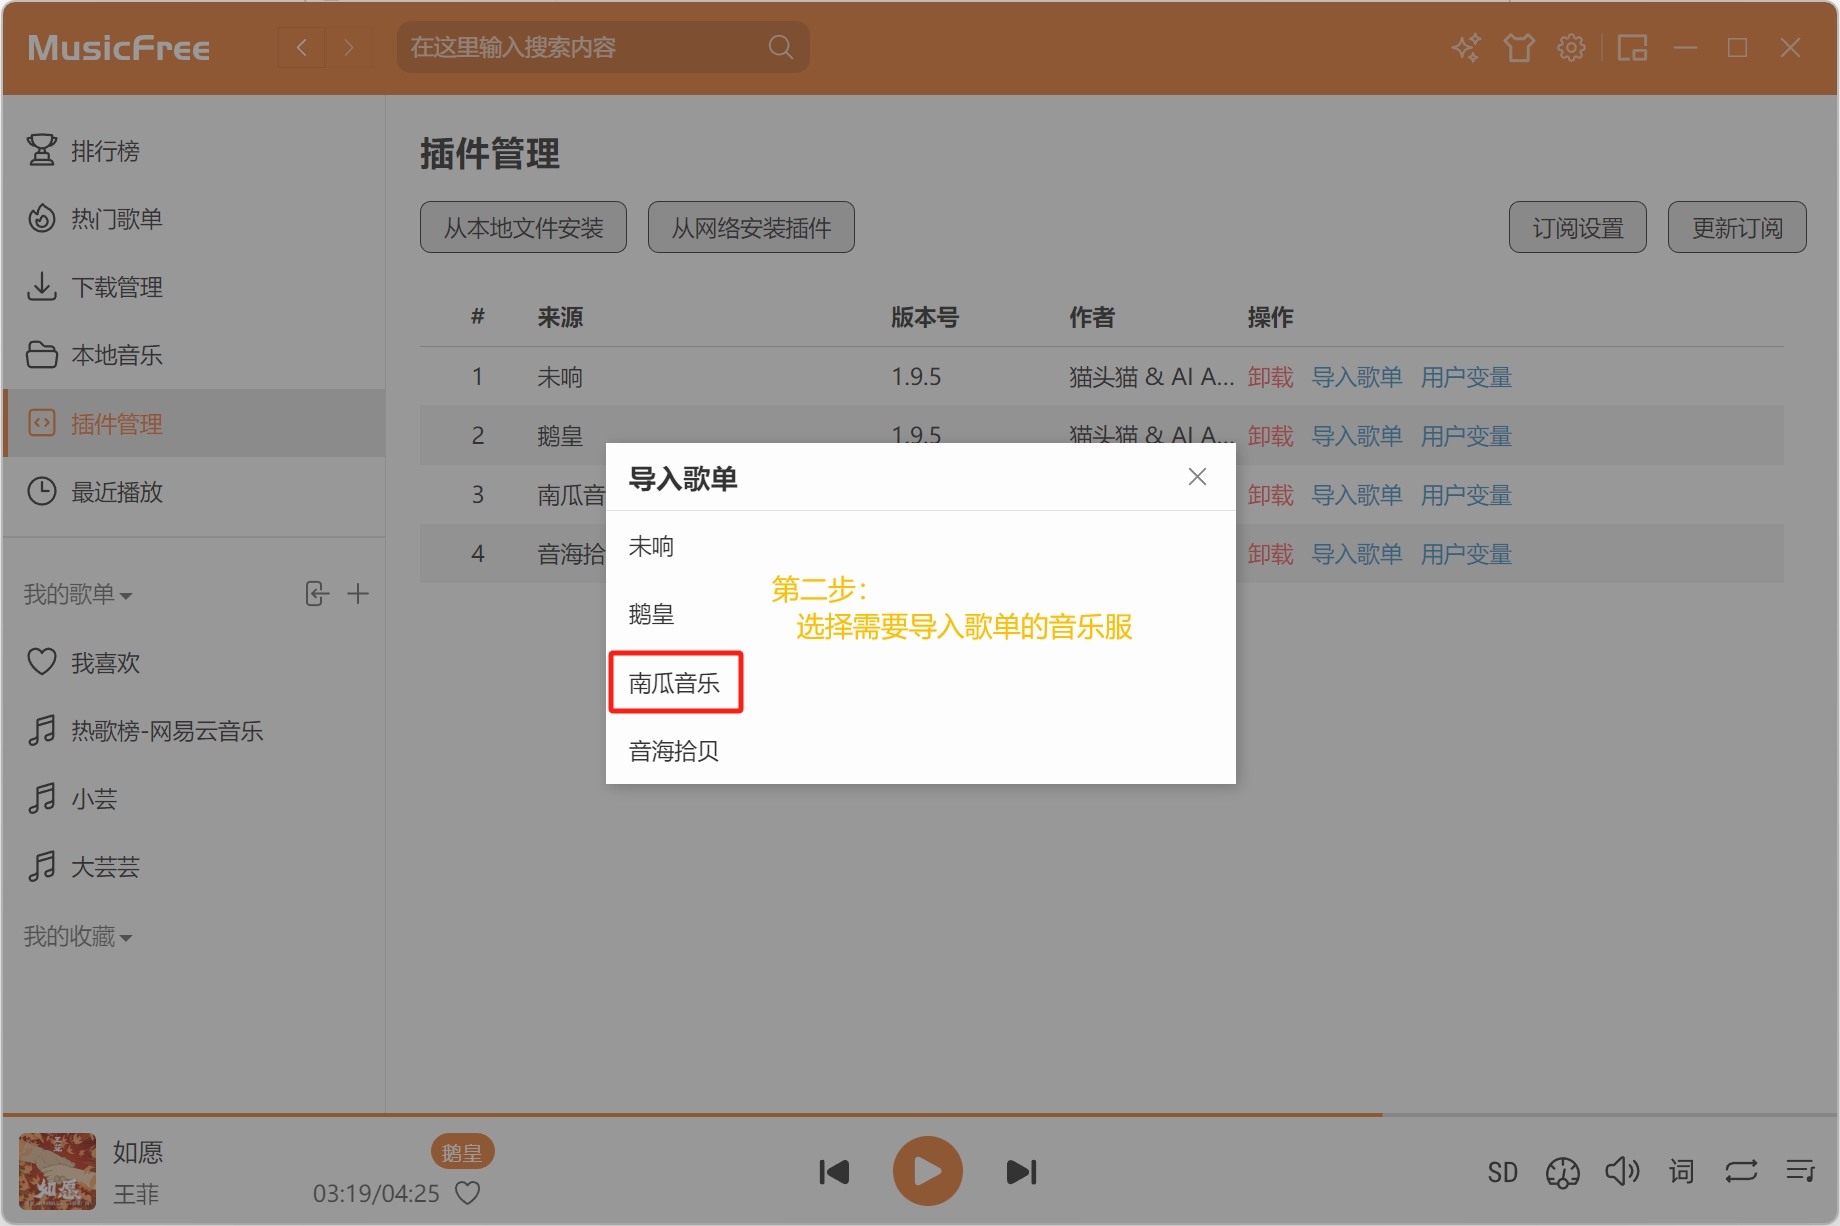 MusicFree
在这里输入搜索内容
排行榜
热门歌单
下载管理
本地音乐
插件管理
最近播放
我的歌单
我喜欢
热歌榜-网易云音乐
小芸
大芸芸
我的收藏
插件管理
从本地文件安装 从网络安装插件 订阅设置 更新订阅
# 来源 版本号 作者 操作
1 未响 1.9.5 猫头猫 & AI A... 卸载 导入歌单 用户变量
2 鹅皇 1.9.5 猫头猫 & AI A... 卸载 导入歌单 用户变量
3 南瓜音 卸载 导入歌单 用户变量
4 音海拾 卸载 导入歌单 用户变量
导入歌单
未响
鹅皇
南瓜音乐
音海拾贝
第二步：
选择需要导入歌单的音乐服
如愿
如愿 鹅皇
王菲 03:19/04:25
SD 词